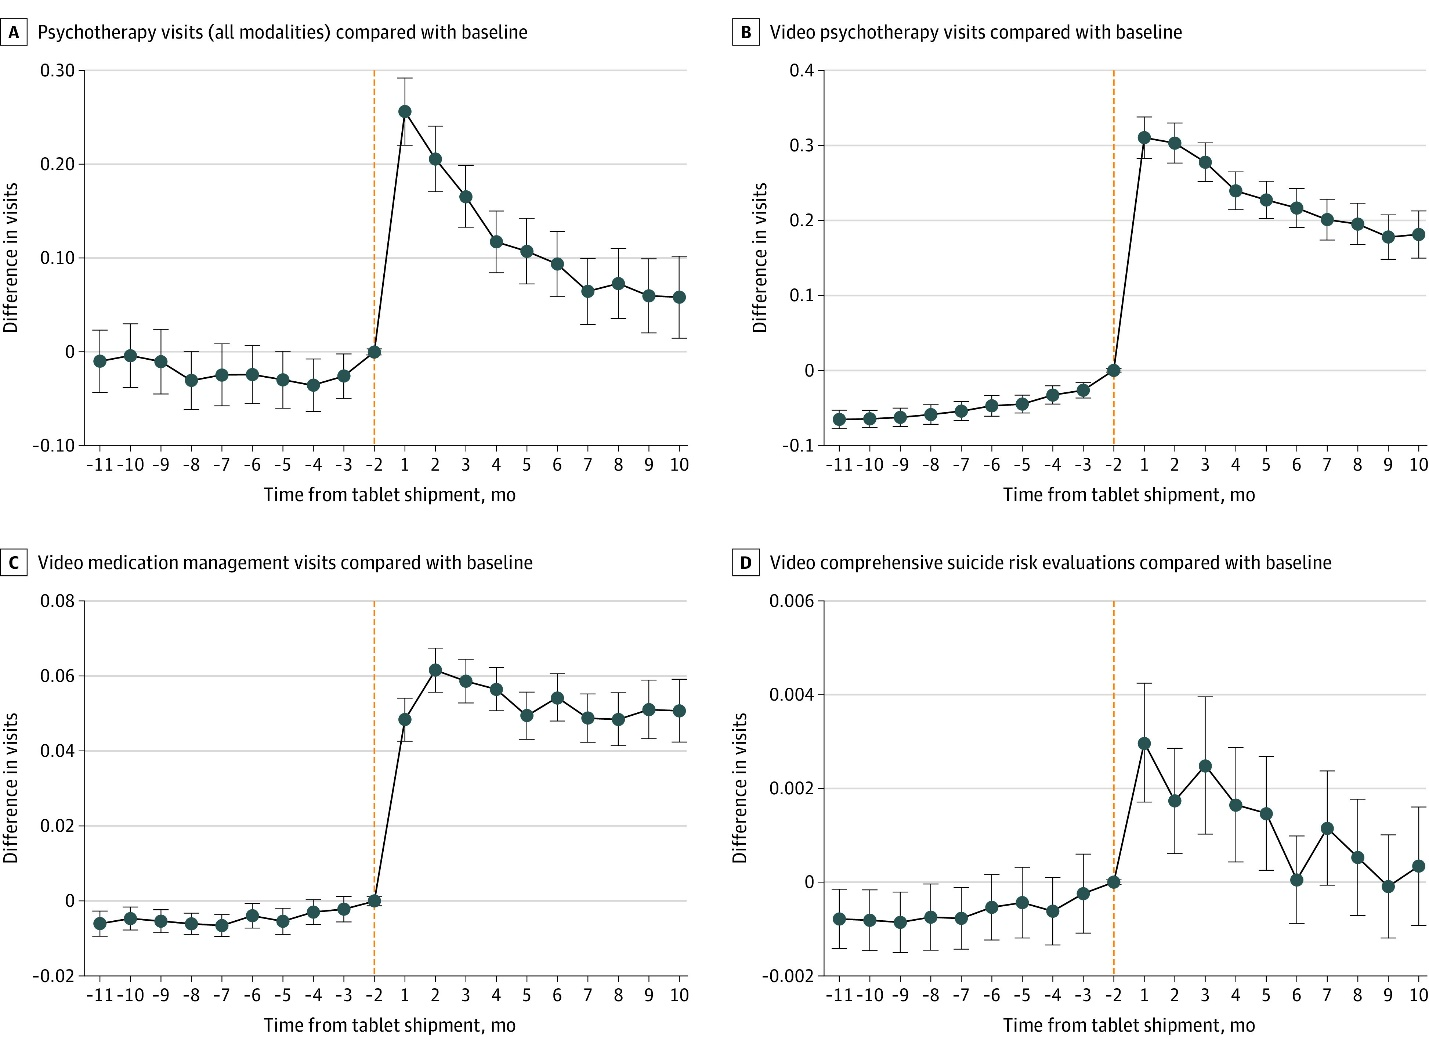 A Psychotherapy visits (all modalities) compared with baseline
0.30
0.20
0.10
0
-0.10
Difference in visits
-11 -10 -9 -8 -7 -6 -5 -4 -3 -2 1 2 3 4 5 6 7 8 9 10
Time from tablet shipment, mo
B Video psychotherapy visits compared with baseline
0.4
0.3
0.2
0.1
0
-0.1
Difference in visits
-11 -10 -9 -8 -7 -6 -5 -4 -3 -2 1 2 3 4 5 6 7 8 9 10
Time from tablet shipment, mo
C Video medication management visits compared with baseline
0.08
0.06
0.04
0.02
0
-0.02
Difference in visits
-11 -10 -9 -8 -7 -6 -5 -4 -3 -2 1 2 3 4 5 6 7 8 9 10
Time from tablet shipment, mo
D Video comprehensive suicide risk evaluations compared with baseline
0.006
0.004
0.002
0
-0.002
Difference in visits
-11 -10 -9 -8 -7 -6 -5 -4 -3 -2 1 2 3 4 5 6 7 8 9 10
Time from tablet shipment, mo